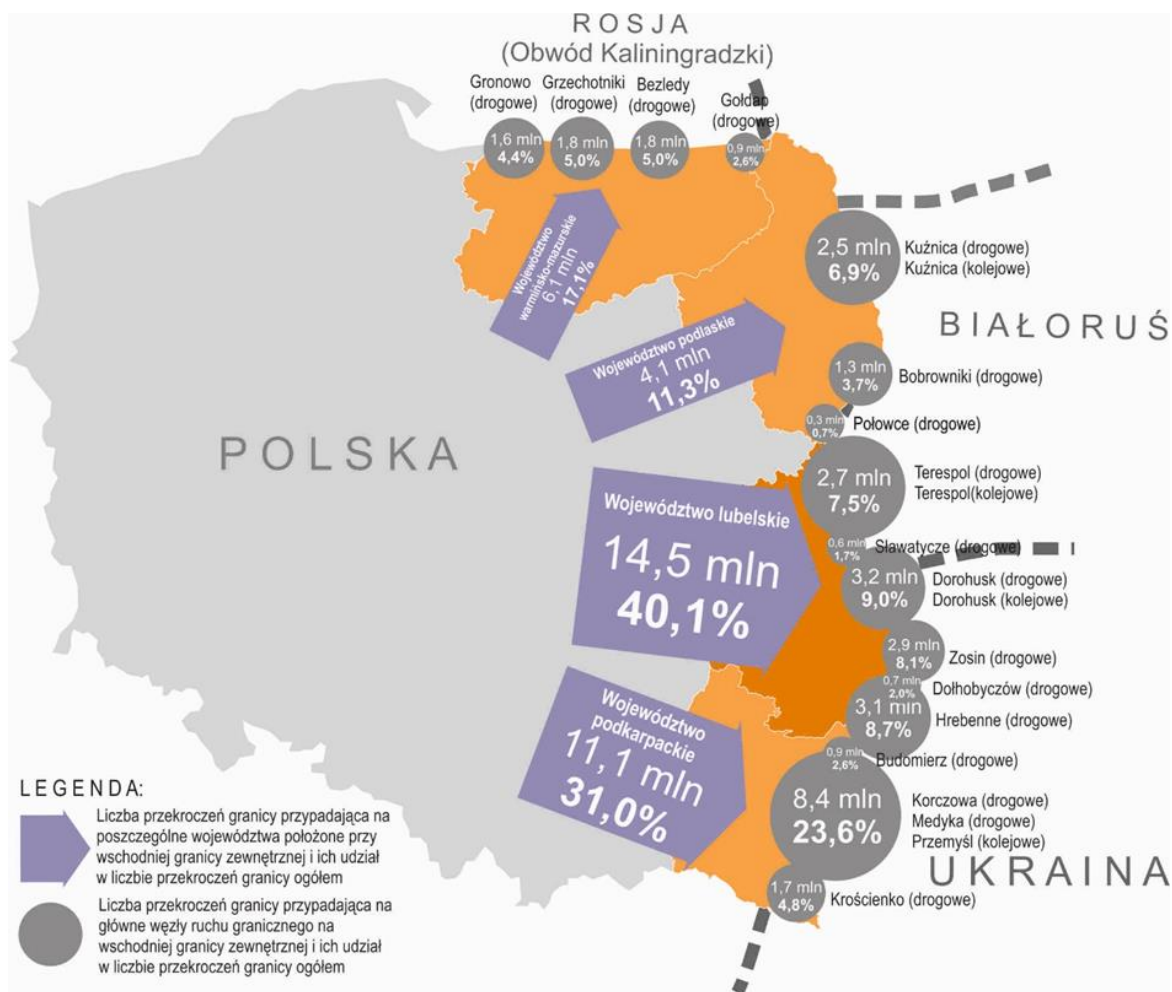 ROSJA
(Obwód Kaliningradzki)
Gronowo
(drogowe)
Grzechotniki
(drogowe)
Bezledy
(drogowe)
Gołdap
(drogowe)
1,6 mln
4,4%
1,8 mln
5,0%
1,8 mln
5,0%
0,9 mln
2,6%
Województwo
warmińsko-mazurskie
6,1 mln
17,1%
2,5 mln
6,9%
Kuźnica (drogowe)
Kuźnica (kolejowe)
BIAŁORUŚ
Województwo podlaskie
4,1 mln
11,3%
1,3 mln
3,7%
Bobrowniki (drogowe)
0,3 mln
0,7%
Połowce (drogowe)
POLSKA
2,7 mln
7,5%
Terespol (drogowe)
Terespol(kolejowe)
Województwo lubelskie
14,5 mln
40,1%
0,6 mln
1,7%
Sławatycze (drogowe)
3,2 mln
9,0%
Dorohusk (drogowe)
Dorohusk (kolejowe)
2,9 mln
8,1%
Zosin (drogowe)
0,7 mln
2,0%
Dołhobyczów (drogowe)
3,1 mln
8,7%
Hrebenne (drogowe)
Województwo
podkarpackie
11,1 mln
31,0%
0,9 mln
2,6%
Budomierz (drogowe)
8,4 mln
23,6%
Korczowa (drogowe)
Medyka (drogowe)
Przemyśl (kolejowe)
UKRAINA
1,7 mln
4,8%
Krościenko (drogowe)
LEGENDA:
Liczba przekroczeń granicy przypadająca na
poszczególne województwa położone przy
wschodniej granicy zewnętrznej i ich udział
w liczbie przekroczeń granicy ogółem
Liczba przekroczeń granicy przypadająca na
główne węzły ruchu granicznego na
wschodniej granicy zewnętrznej i ich udział
w liczbie przekroczeń granicy ogółem